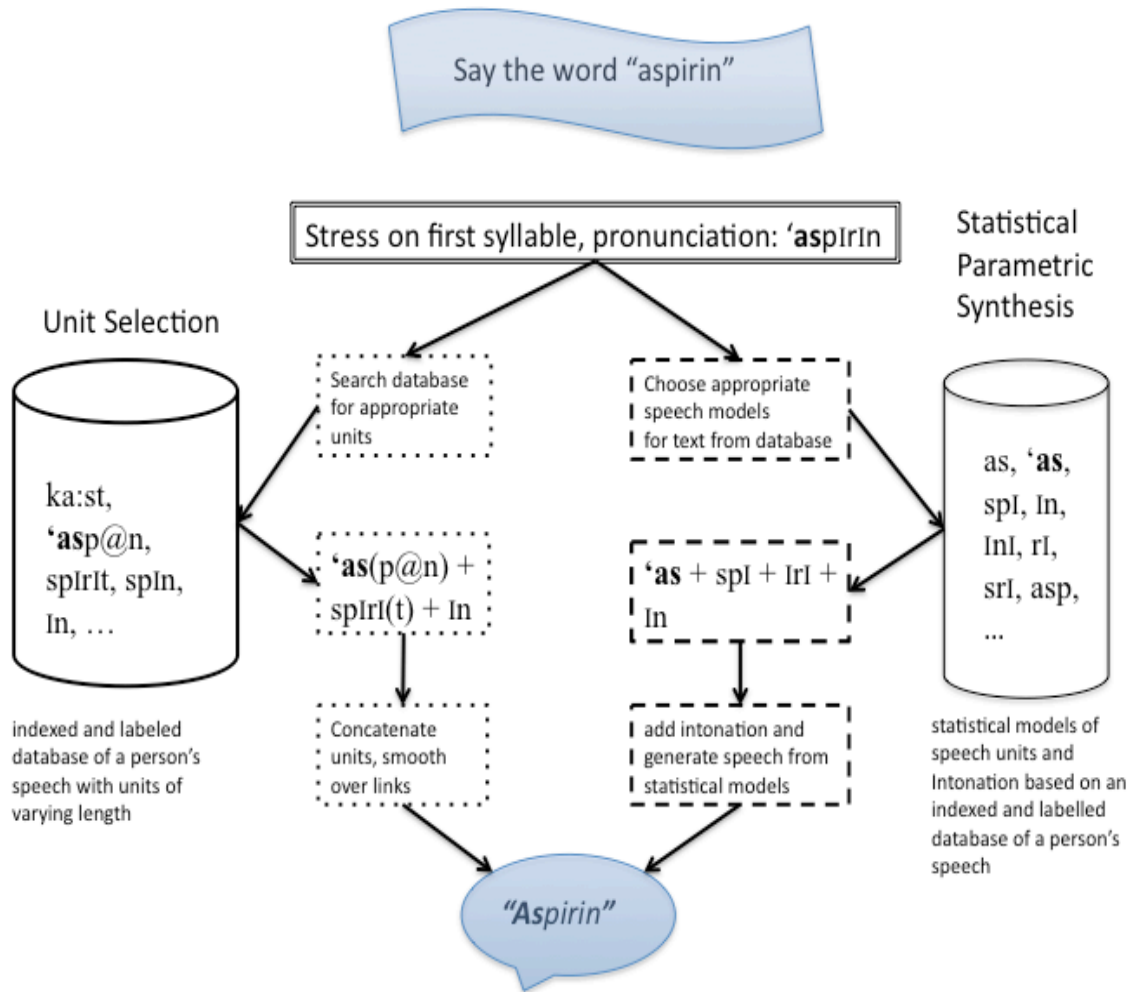 Say the word “aspirin”
Stress on first syllable, pronunciation: ‘aspIrIn
Unit Selection
ka:st,
‘asp@n,
spIrIt, spIn,
In, …
indexed and labeled
database of a person’s
speech with units of
varying length
Search database
for appropriate
units
‘as(p@n) +
spIrI(t) + In
Concatenate
units, smooth
over links
Choose appropriate
speech models
for text from database
‘as + spI + IrI +
In
add intonation and
generate speech from
statistical models
Statistical
Parametric
Synthesis
as, ‘as,
spI, In,
InI, rI,
srI, asp,
...
statistical models of
speech units and
Intonation based on an
indexed and labelled
database of a person’s
speech
“Aspirin”